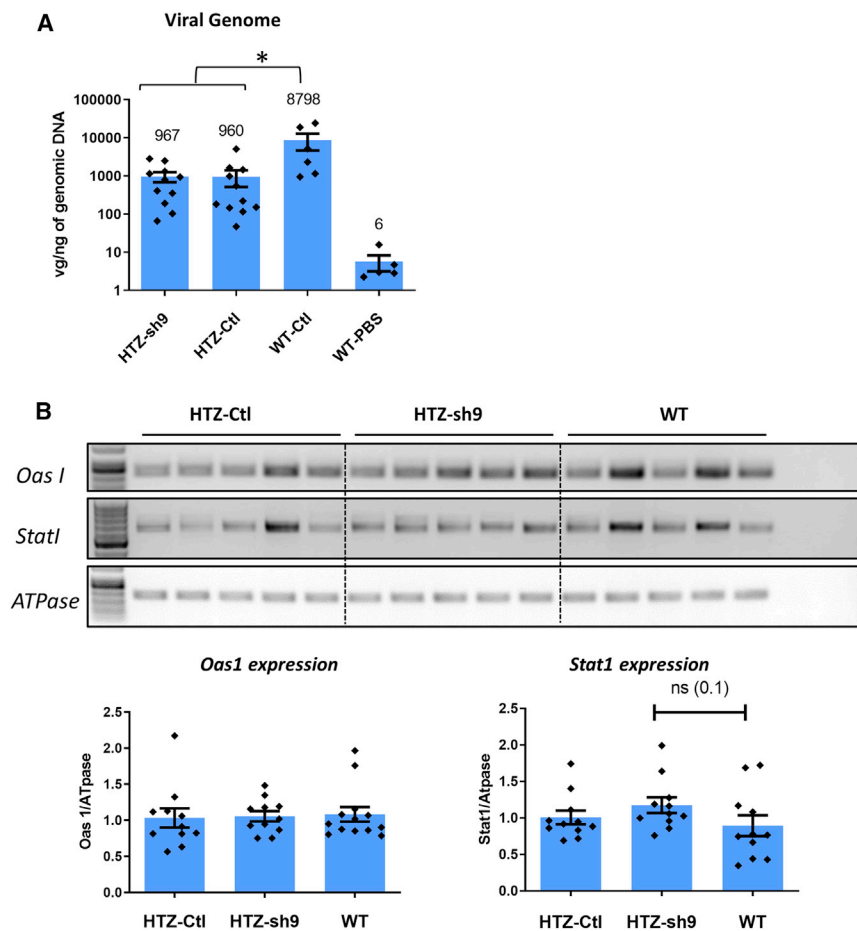 A
Viral Genome
*
100000
10000
1000
100
10
1
vg/ng of genomic DNA
967
960
8798
6
HTZ-sh9
HTZ-Ctl
WT-Ctl
WT-PBS
B
HTZ-Ctl
HTZ-sh9
WT
Oas I
StatI
ATPase
Oas1 expression
2.5
2.0
1.5
1.0
0.5
0.0
Oas 1/ATpase
HTZ-Ctl
HTZ-sh9
WT
Stat1 expression
ns (0.1)
2.5
2.0
1.5
1.0
0.5
0.0
Stat1/Atpase
HTZ-Ctl
HTZ-sh9
WT